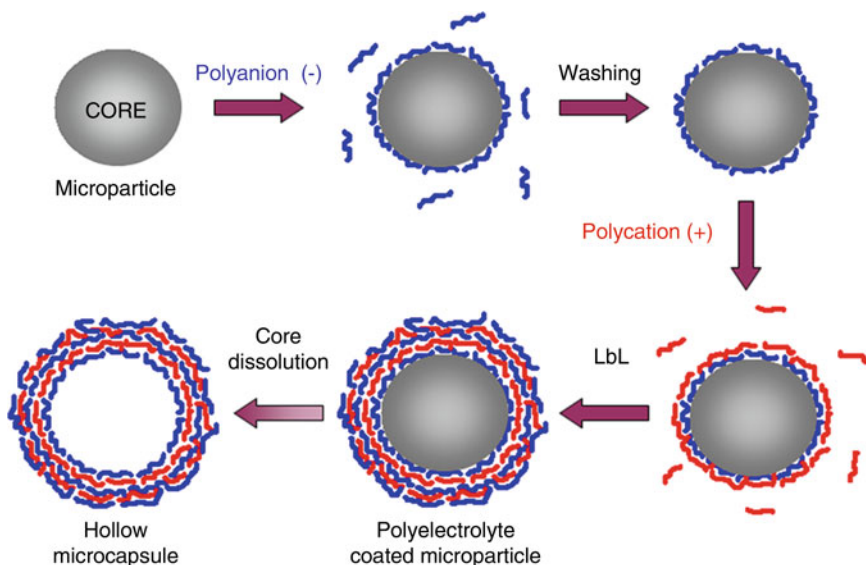 Polyanion (-)
Washing
CORE
Microparticle
Polycation (+)
LbL
Core
dissolution
Hollow
microcapsule
Polyelectrolyte
coated microparticle